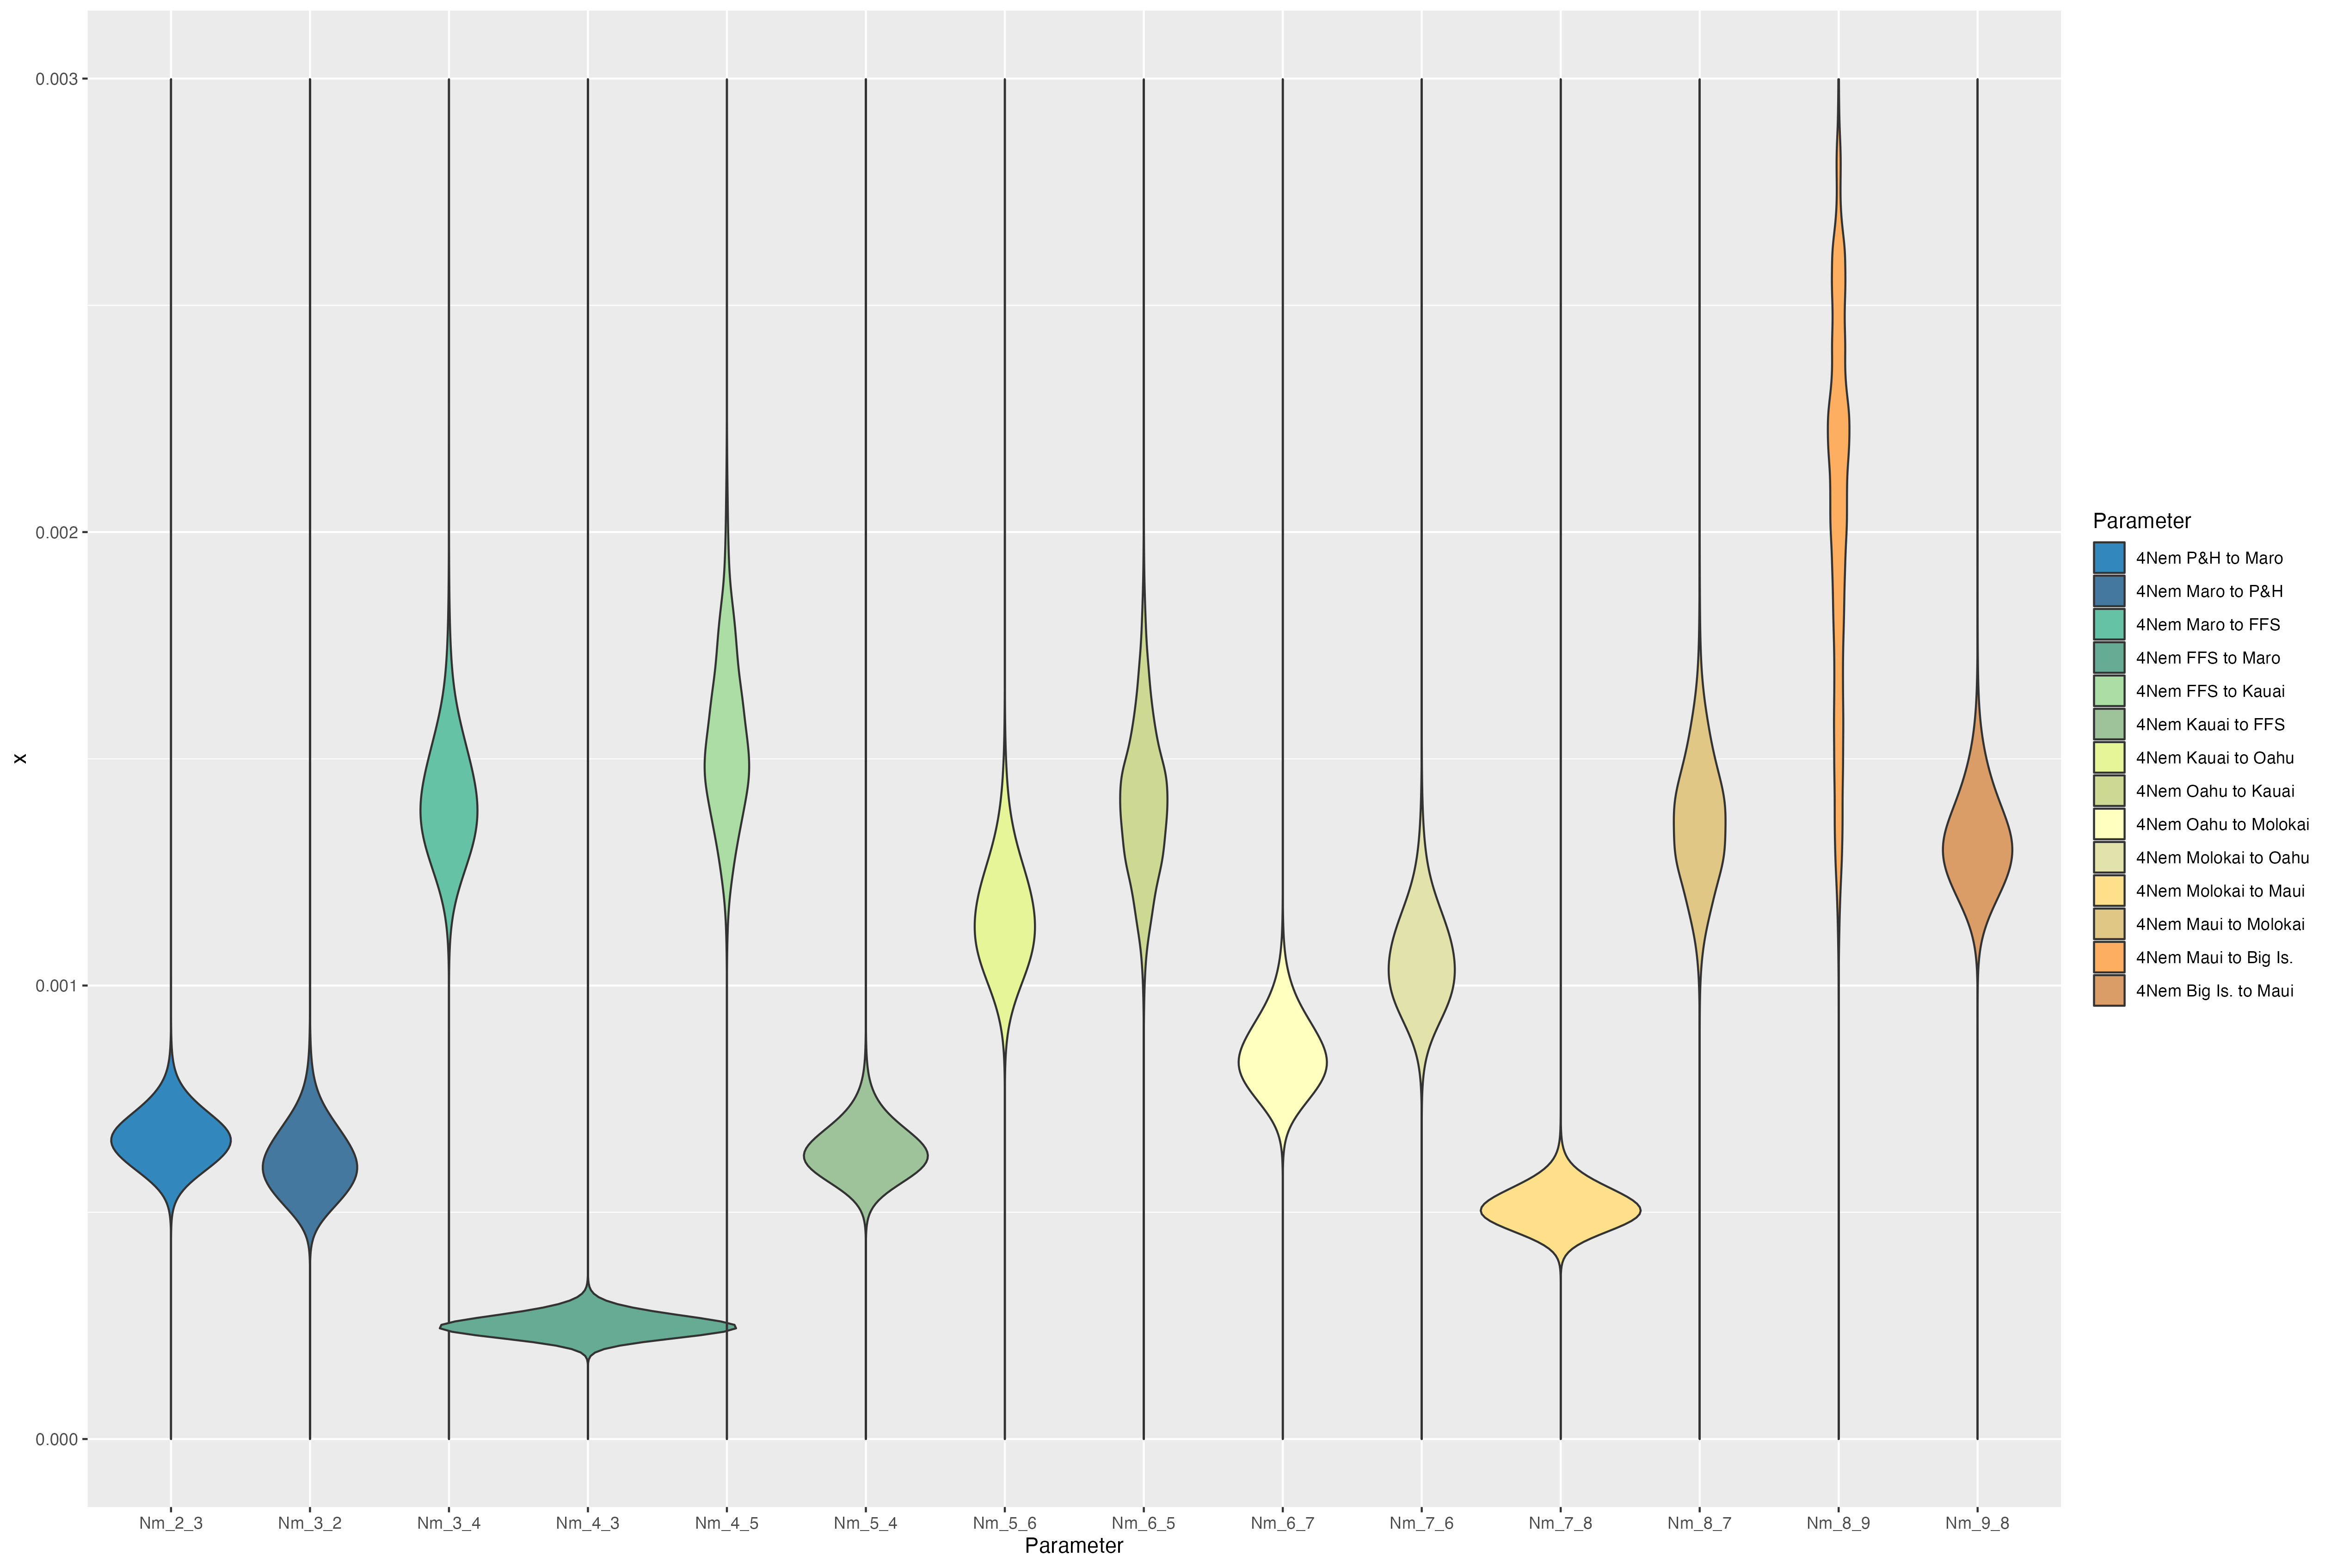 0.003
0.002
0.001
0.000
x
Nm_2_3 Nm_3_2 Nm_3_4 Nm_4_3 Nm_4_5 Nm_5_4 Nm_5_6 Nm_6_5 Nm_6_7 Nm_7_6 Nm_7_8 Nm_8_7 Nm_8_9 Nm_9_8
Parameter
Parameter
4Nem P&H to Maro
4Nem Maro to P&H
4Nem Maro to FFS
4Nem FFS to Maro
4Nem FFS to Kauai
4Nem Kauai to FFS
4Nem Kauai to Oahu
4Nem Oahu to Kauai
4Nem Oahu to Molokai
4Nem Molokai to Oahu
4Nem Molokai to Maui
4Nem Maui to Molokai
4Nem Maui to Big Is.
4Nem Big Is. to Maui